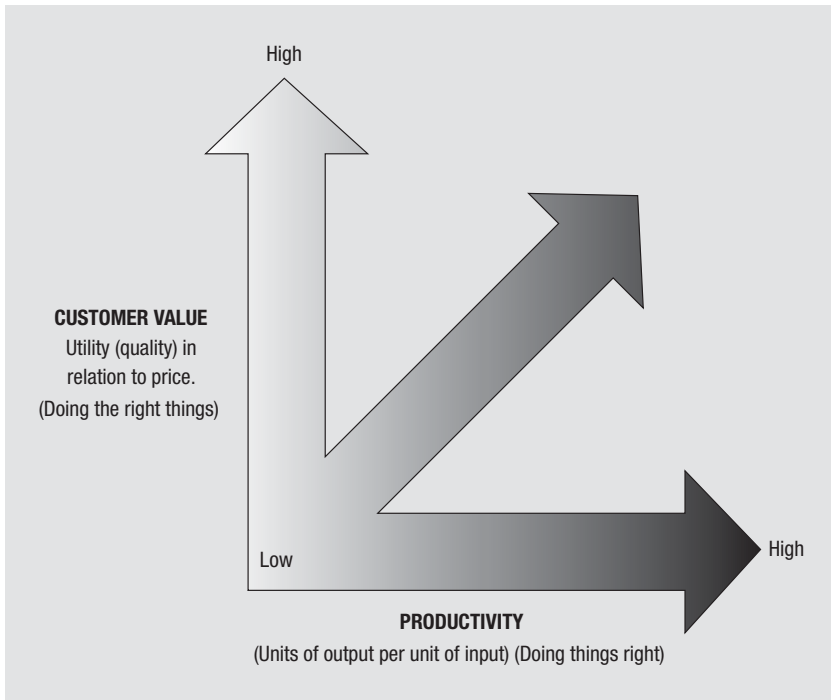 High
CUSTOMER VALUE
Utility (quality) in
relation to price.
(Doing the right things)
Low
High
PRODUCTIVITY
(Units of output per unit of input) (Doing things right)